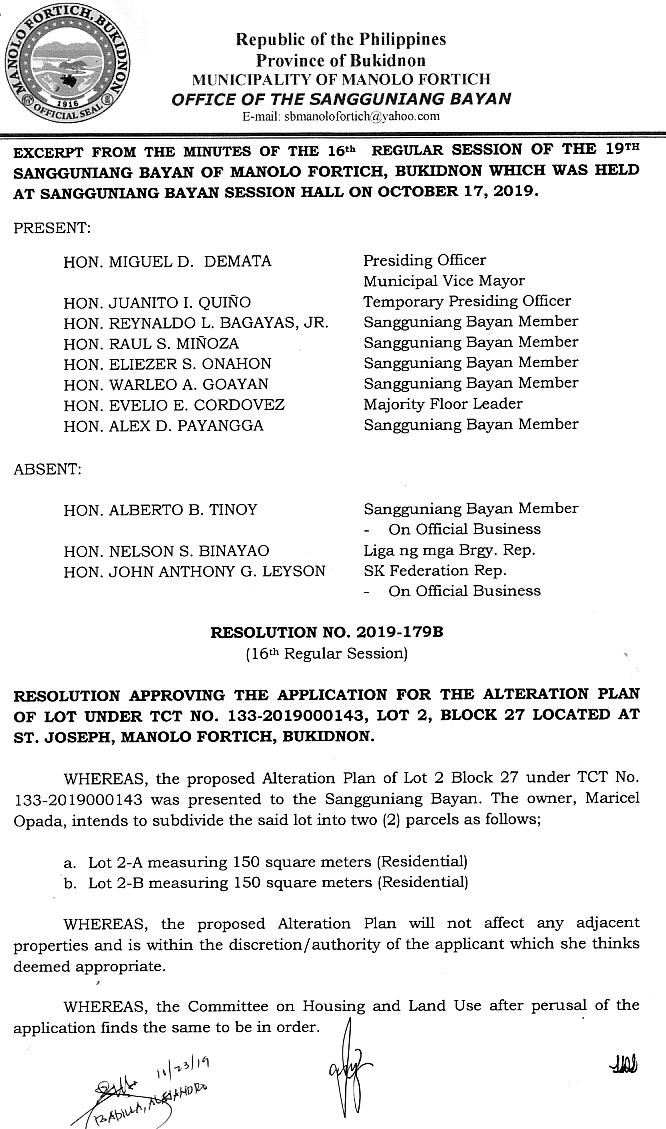 MANOLO FORTICH, BUKIDNON
1916
OFFICIAL SEAL
Republic of the Philippines
Province of Bukidnon
MUNICIPALITY OF MANOLO FORTICH
OFFICE OF THE SANGGUNIANG BAYAN
E-mail: sbmanolofortich@yahoo.com
EXCERPT FROM THE MINUTES OF THE 16th REGULAR SESSION OF THE 19TH
SANGGUNIANG BAYAN OF MANOLO FORTICH, BUKIDNON WHICH WAS HELD
AT SANGGUNIANG BAYAN SESSION HALL ON OCTOBER 17, 2019.
PRESENT:
HON. MIGUEL D. DEMATA Presiding Officer
Municipal Vice Mayor
HON. JUANITO I. QUIÑO Temporary Presiding Officer
HON. REYNALDO L. BAGAYAS, JR. Sangguniang Bayan Member
HON. RAUL S. MIÑOZA Sangguniang Bayan Member
HON. ELIEZER S. ONAHON Sangguniang Bayan Member
HON. WARLEO A. GOAYAN Sangguniang Bayan Member
HON. EVELIO E. CORDOVEZ Majority Floor Leader
HON. ALEX D. PAYANGGA Sangguniang Bayan Member
ABSENT:
HON. ALBERTO B. TINOY Sangguniang Bayan Member
- On Official Business
HON. NELSON S. BINAYAO Liga ng mga Brgy. Rep.
HON. JOHN ANTHONY G. LEYSON SK Federation Rep.
- On Official Business
RESOLUTION NO. 2019-179B
(16th Regular Session)
RESOLUTION APPROVING THE APPLICATION FOR THE ALTERATION PLAN
OF LOT UNDER TCT NO. 133-2019000143, LOT 2, BLOCK 27 LOCATED AT
ST. JOSEPH, MANOLO FORTICH, BUKIDNON.
WHEREAS, the proposed Alteration Plan of Lot 2 Block 27 under TCT No.
133-2019000143 was presented to the Sangguniang Bayan. The owner, Maricel
Opada, intends to subdivide the said lot into two (2) parcels as follows;
a. Lot 2-A measuring 150 square meters (Residential)
b. Lot 2-B measuring 150 square meters (Residential)
WHEREAS, the proposed Alteration Plan will not affect any adjacent
properties and is within the discretion/authority of the applicant which she thinks
deemed appropriate.
WHEREAS, the Committee on Housing and Land Use after perusal of the
application finds the same to be in order.
11/23/19
BADILLA, ALEJANDRO